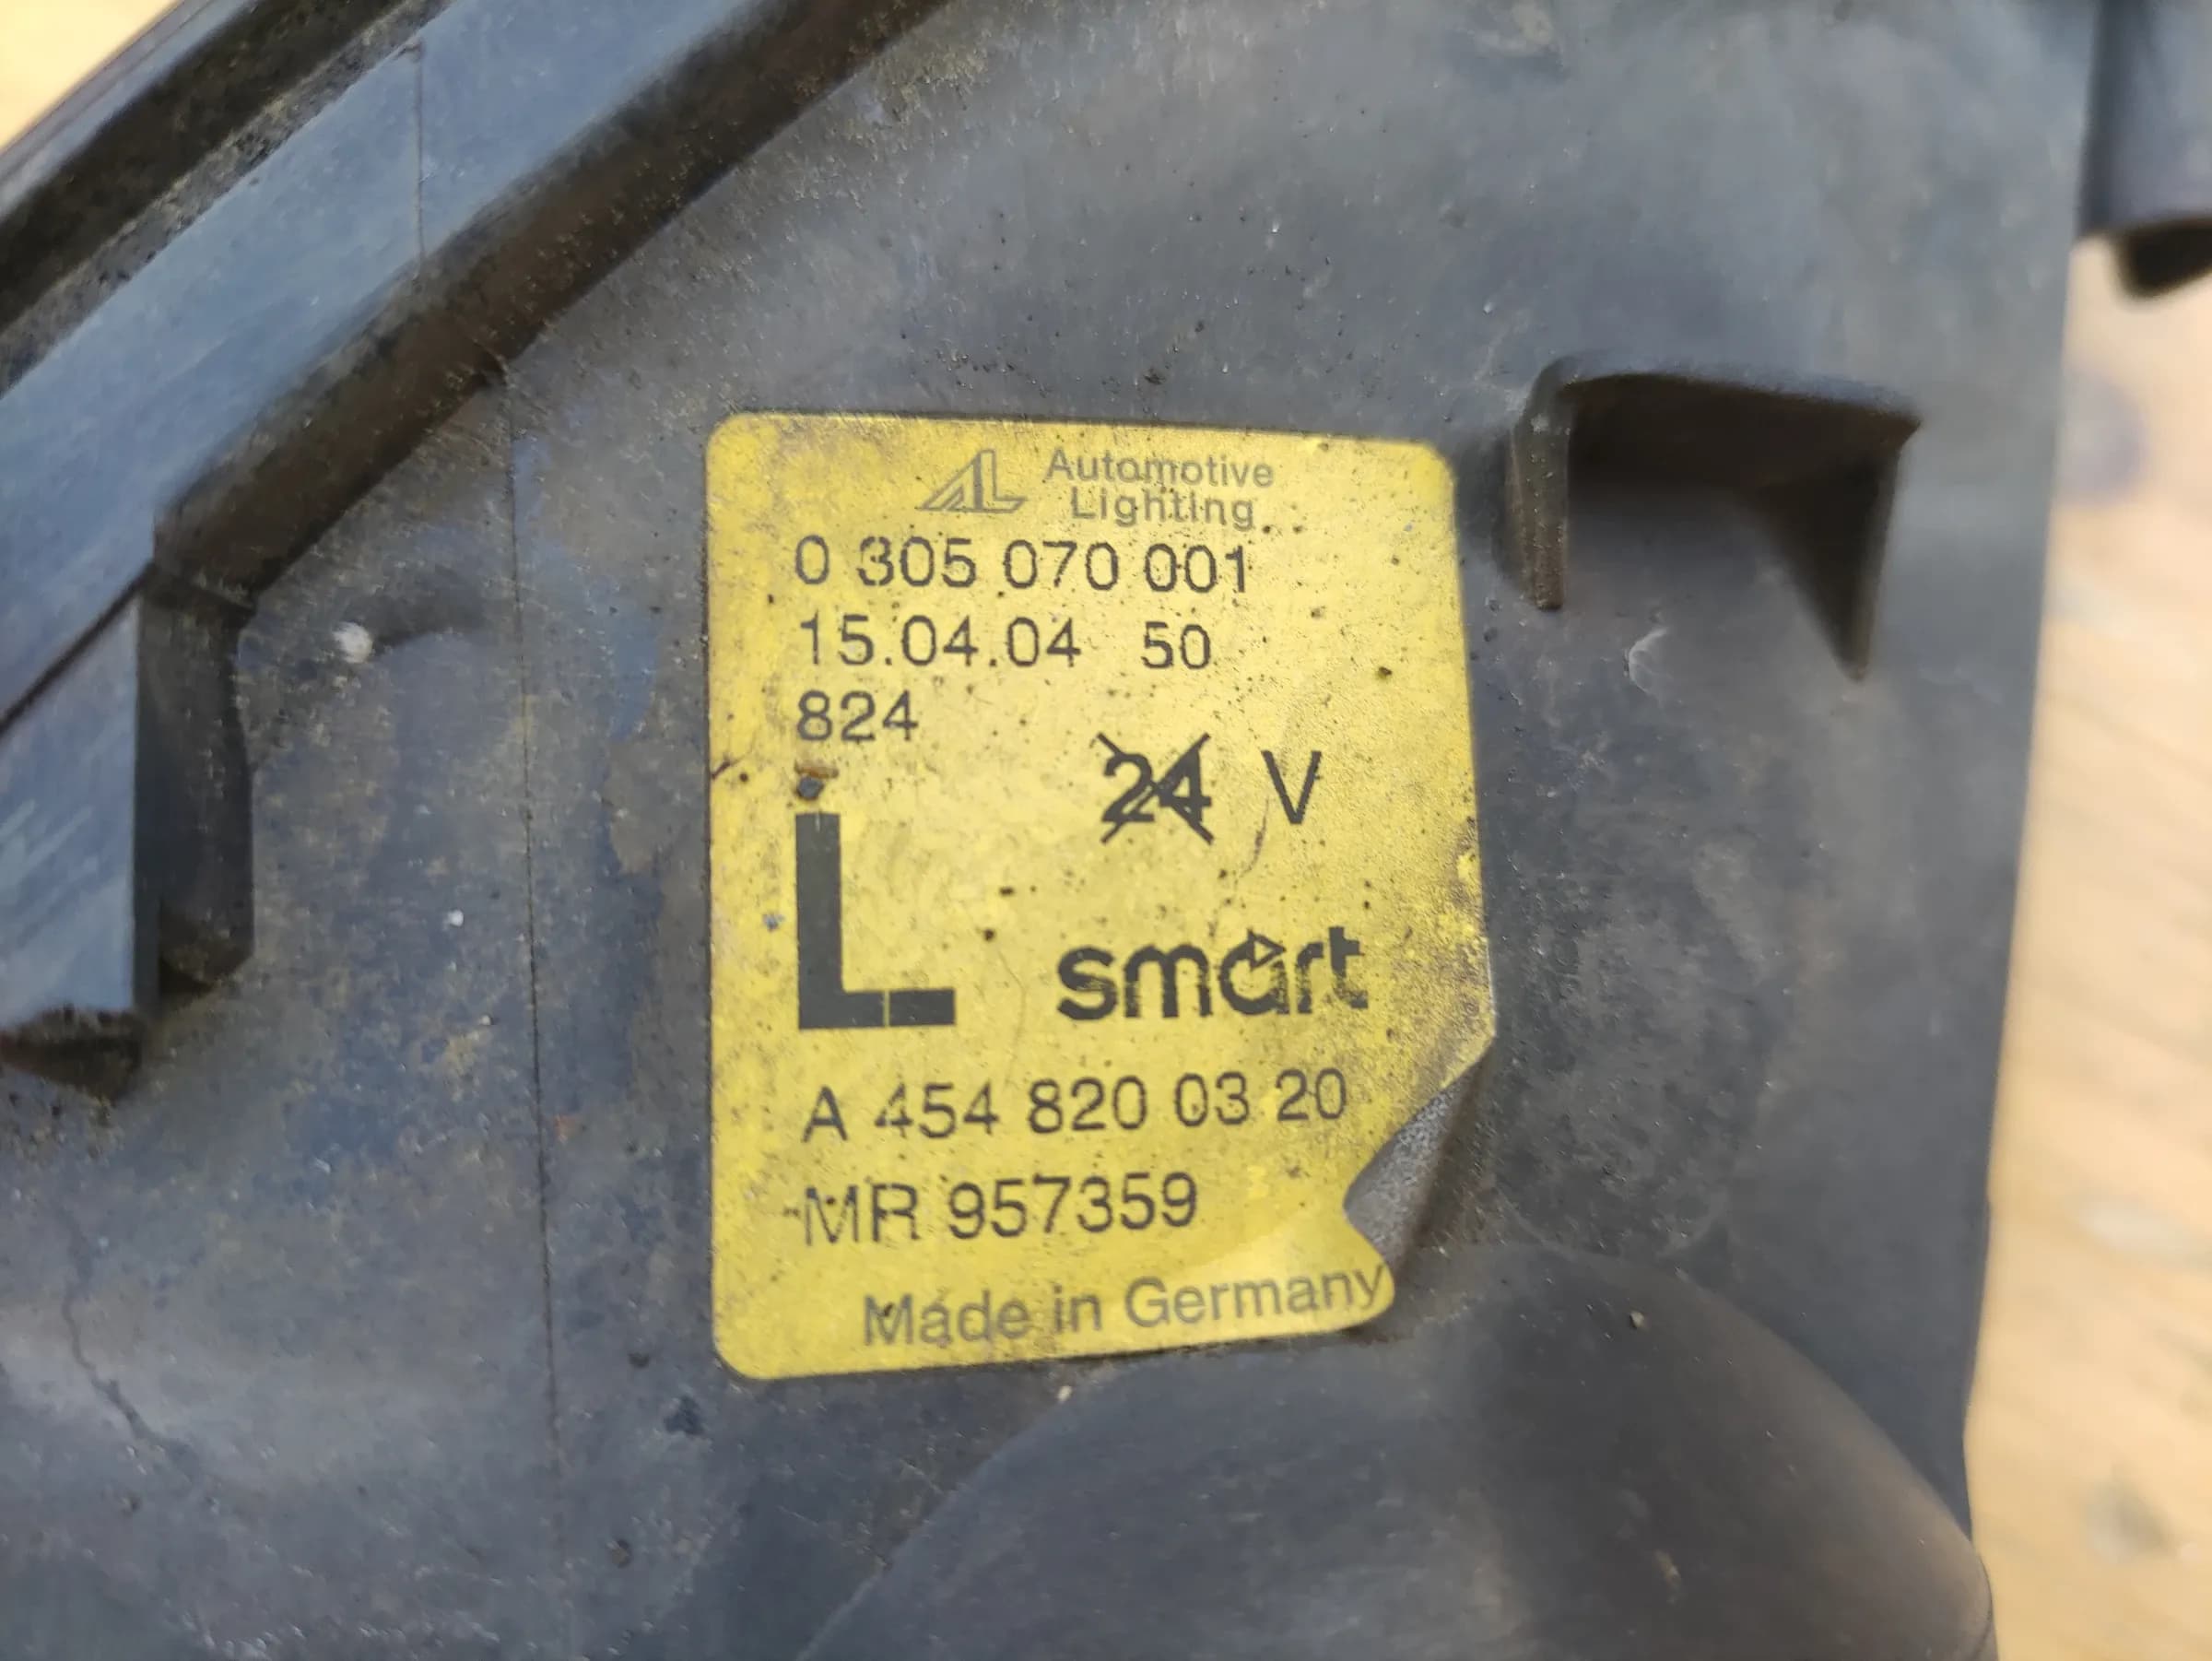 Automotive
Lighting
0 305 070 001
15.04.04 50
824
24 V
L smart
A 454 820 03 20
MR 957359
Made in Germany